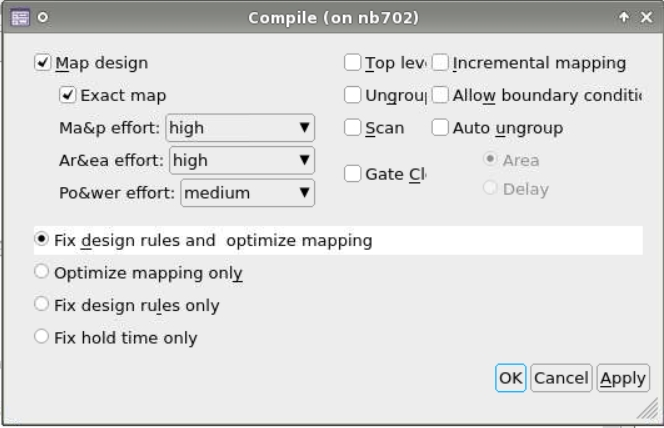 Compile (on nb702)
Map design
Top lev
Incremental mapping
Exact map
Ungroup
Allow boundary conditi
Ma&p effort: high
Scan
Auto ungroup
Ar&ea effort: high
Area
Gate Cl
Po&wer effort: medium
Delay
Fix design rules and  optimize mapping
Optimize mapping only
Fix design rules only
Fix hold time only
OK Cancel Apply